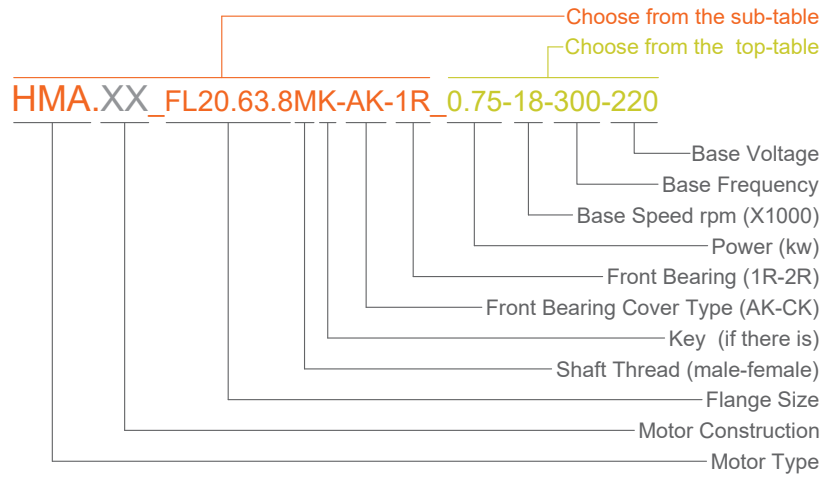 Choose from the sub-table
Choose from the top-table
HMA.XX_FL20.63.8MK-AK-1R_0.75-18-300-220
Base Voltage
Base Frequency
Base Speed rpm (X1000)
Power (kw)
Front Bearing (1R-2R)
Front Bearing Cover Type (AK-CK)
Key (if there is)
Shaft Thread (male-female)
Flange Size
Motor Construction
Motor Type